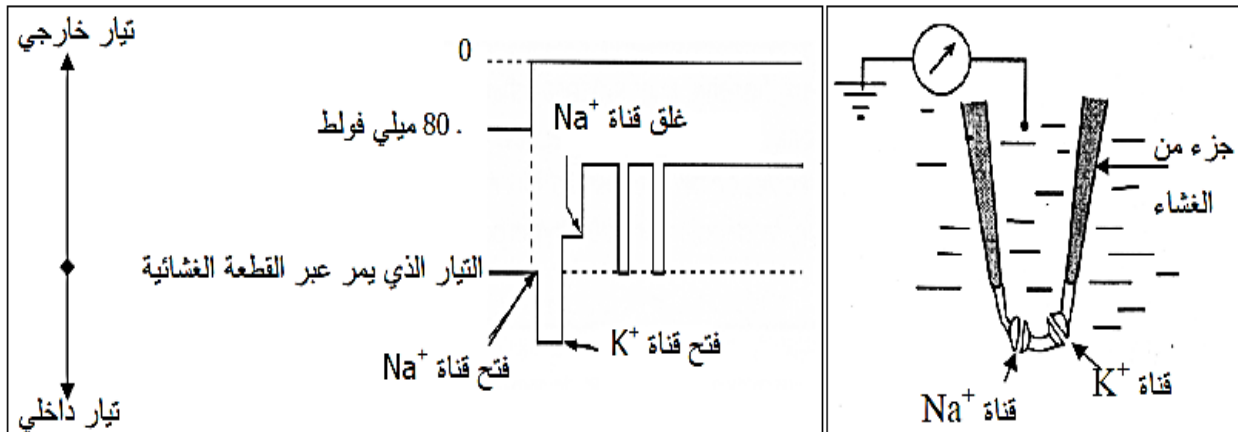 تيار خارجي
0
غلق قناة Na⁺
. 80 ميلي فولط
التيار الذي يمر عبر القطعة الغشائية
فتح قناة K⁺
فتح قناة Na⁺
تيار داخلي
جزء من
الغشاء
قناة K⁺
قناة Na⁺